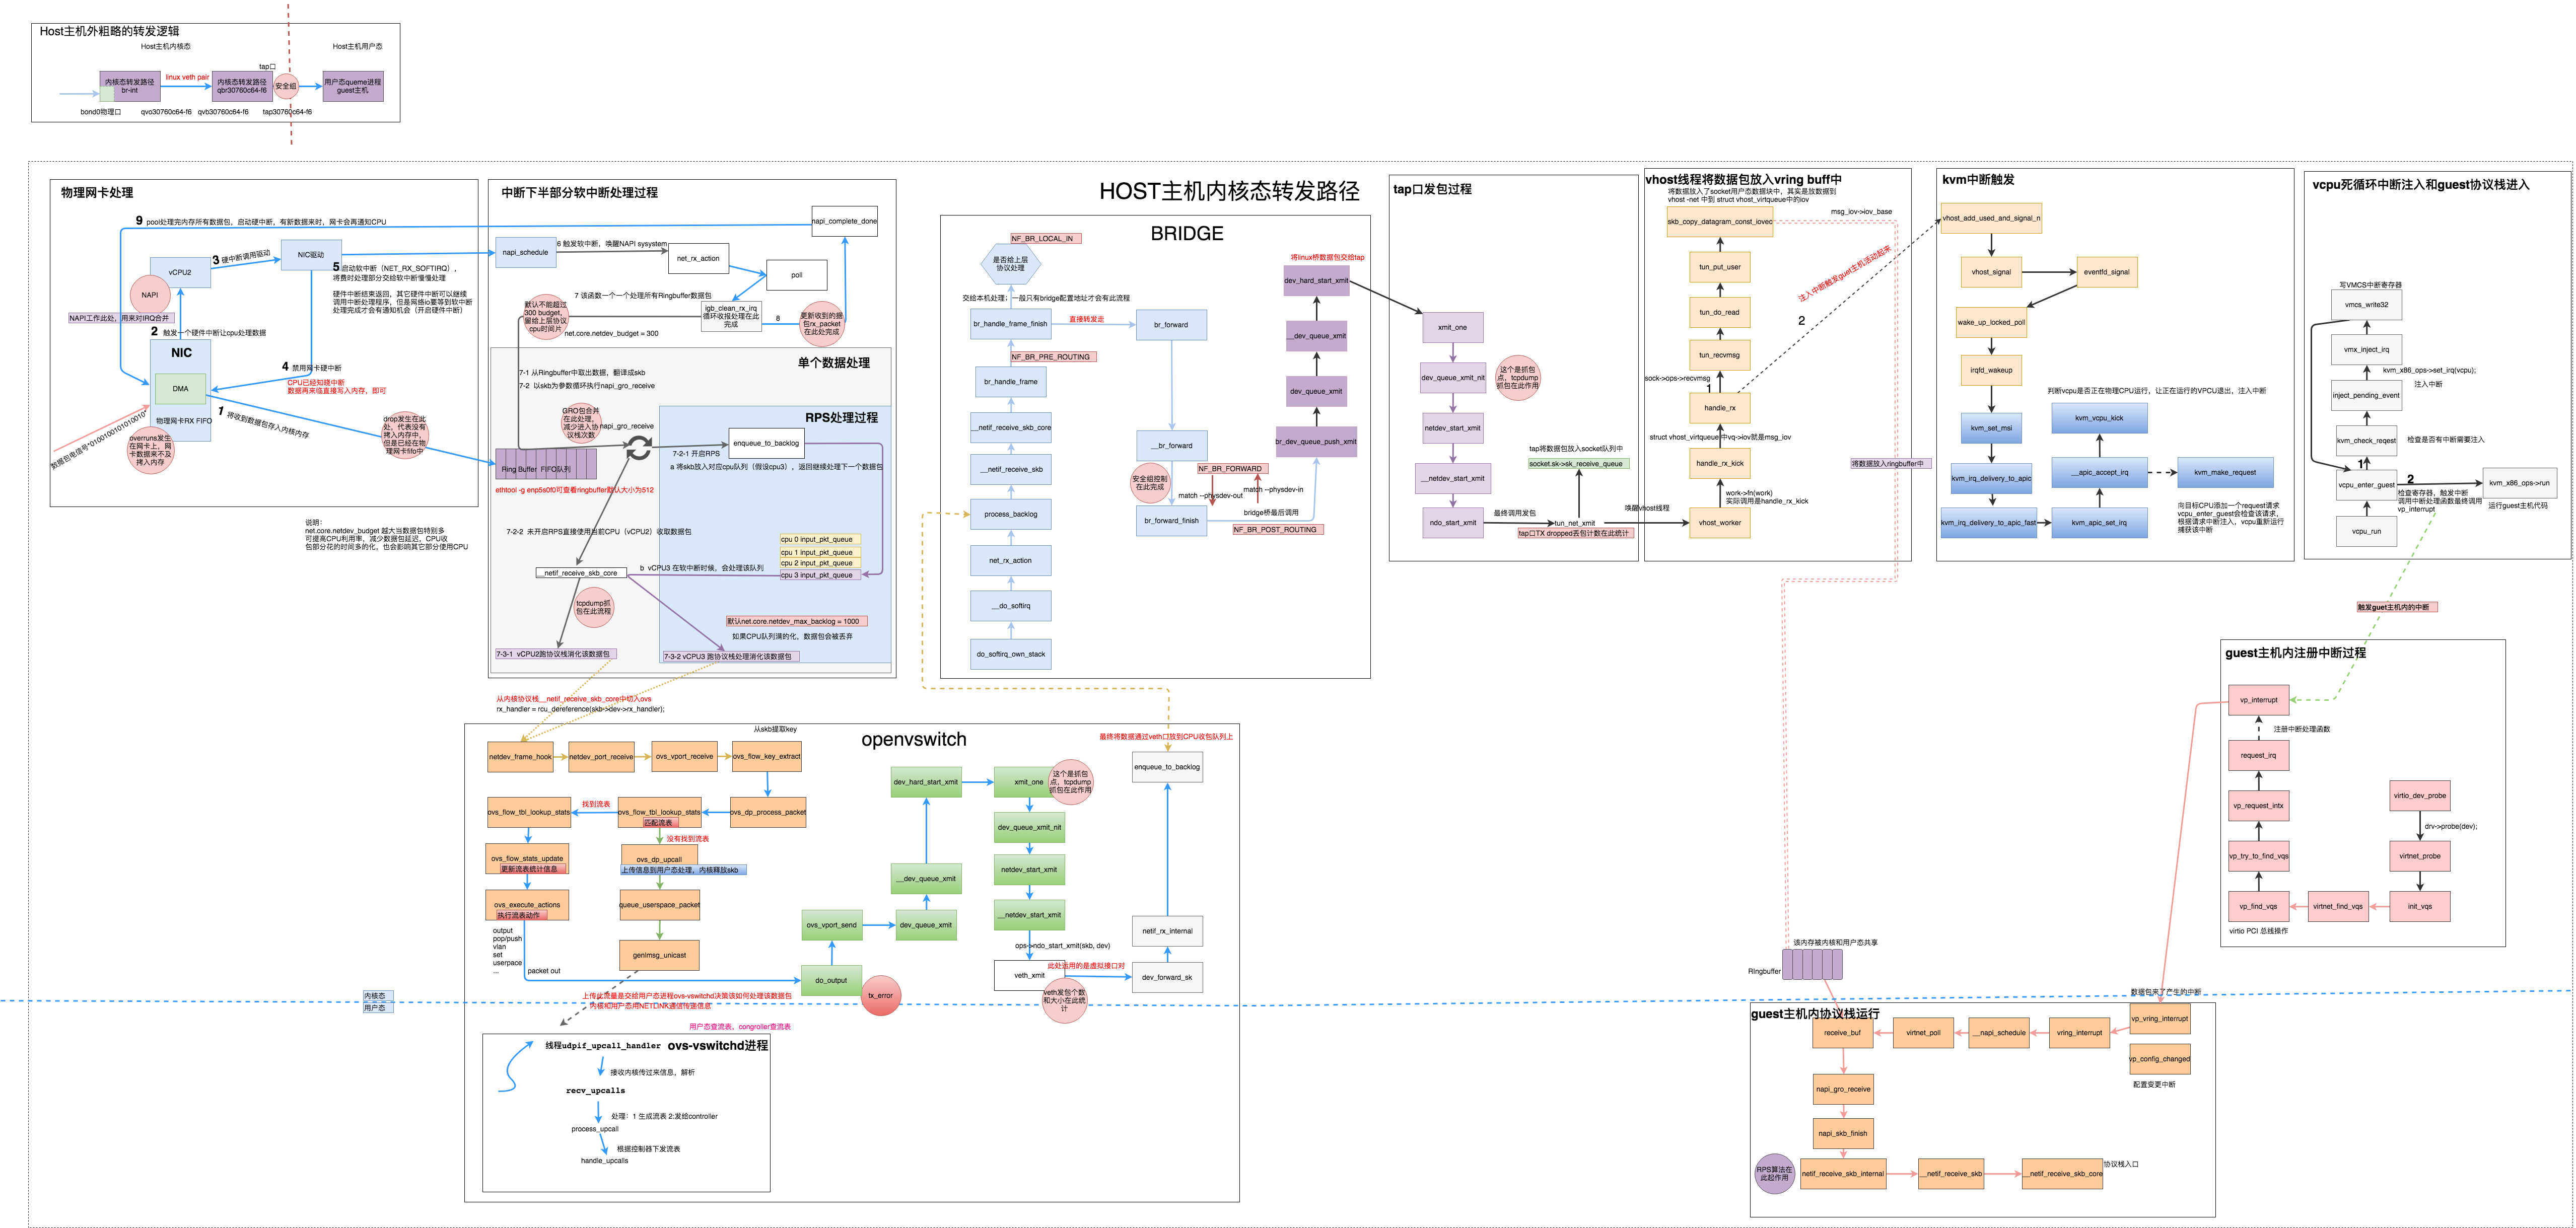 Host主机外粗略的转发逻辑
Host主机内核态
Host主机用户态
tap口
内核态转发路径
br-int
linux veth pair
内核态转发路径
qbr30760c64-f6
安全组
用户态queme进程
guest主机
bond0物理口
qvo30760c64-f6
qvb30760c64-f6
tap30760c64-f6
物理网卡处理
9 pool处理完内存所有数据包，启动硬中断，有新数据来时，网卡会再通知CPU
vCPU2
3 硬中断调用驱动
NIC驱动
5 启动软中断（NET_RX_SOFTIRQ），
将费时处理部分交给软中断慢慢处理
硬件中断结束返回，其它硬件中断可以继续
调用中断处理程序，但是网络io要等到软中断
处理完成才会有通知机会（开启硬件中断）
NAPI
NAPI工作此处，用来对IRQ合并
2 触发一个硬件中断让cpu处理数据
NIC
DMA
物理网卡RX FIFO
4 禁用网卡硬中断
CPU已经知晓中断
数据再来临直接写入内存，即可
1 将收到数据包存入内核内存
数据包电信号"0100100101010010"
overruns发生
在网卡上，网
卡数据来不及
拷入内存
drop发生在此
处，代表没有
拷入内存中，
但是已经在物
理网卡fifo中
说明：
net.core.netdev_budget 越大当数据包特别多
可提高CPU利用率，减少数据包延迟，CPU收
包部分花的时间多的化，也会影响其它部分使用CPU
中断下半部分软中断处理过程
napi_complete_done
napi_schedule
6 触发软中断，唤醒NAPI sysystem
net_rx_action
poll
7 该函数一个一个处理所有Ringbuffer数据包
默认不能超过
300 budget，
留给上层协议
cpu时间片
net.core.netdev_budget = 300
igb_clean_rx_irq
循环收报处理在此
完成
8
更新收到的捅
包rx_packet
在此处完成
单个数据处理
7-1 从Ringbuffer中取出数据，翻译成skb
7-2 以skb为参数循环执行napi_gro_receive
GRO包合并
在此处理，
减少进入协
议栈次数
napi_gro_receive
RPS处理过程
enqueue_to_backlog
7-2-1 开启RPS
a 将skb放入对应cpu队列（假设cpu3），返回继续处理下一个数据包
Ring Buffer FIFO队列
ethtool -g enp5s0f0可查看ringbuffer默认大小为512
7-2-2 未开启RPS直接使用当前CPU（vCPU2）收取数据包
cpu 0 input_pkt_queue
cpu 1 input_pkt_queue
cpu 2 input_pkt_queue
cpu 3 input_pkt_queue
__netif_receive_skb_core
b vCPU3 在软中断时候，会处理该队列
tcpdump抓
包在此流程
默认net.core.netdev_max_backlog = 1000
如果CPU队列满的化，数据包会被丢弃
7-3-1 vCPU2跑协议栈消化该数据包
7-3-2 vCPU3 跑协议栈处理消化该数据包
HOST主机内核态转发路径
BRIDGE
NF_BR_LOCAL_IN
是否给上层
协议处理
交给本机处理；一般只有bridge配置地址才会有此流程
br_handle_frame_finish
直接转发走
br_forward
NF_BR_PRE_ROUTING
br_handle_frame
__netif_receive_skb_core
__netif_receive_skb
process_backlog
net_rx_action
__do_softirq
do_softirq_own_stack
__br_forward
安全组控制
在此完成
NF_BR_FORWARD
match --physdev-in
match --physdev-out
br_forward_finish
bridge桥最后调用
NF_BR_POST_ROUTING
将linux桥数据包交给tap
dev_hard_start_xmit
__dev_queue_xmit
dev_queue_xmit
br_dev_queue_push_xmit
tap口发包过程
xmit_one
dev_queue_xmit_nit
这个是抓包
点，tcpdump
抓包在此作用
netdev_start_xmit
__netdev_start_xmit
ndo_start_xmit
tap将数据包放入socket队列中
socket.sk->sk_receive_queue
最终调用发包
tun_net_xmit
tap口TX dropped丢包计数在此统计
唤醒vhost线程
vhost线程将数据包放入vring buff中
将数据放入了socket用户态数据块中，其实是放数据到
vhost -net 中到 struct vhost_virtqueue中的iov
skb_copy_datagram_const_iovec
msg_iov->iov_base
tun_put_user
tun_do_read
tun_recvmsg
sock->ops->recvmsg
1
handle_rx
struct vhost_virtqueue 中vq->iov就是msg_iov
handle_rx_kick
work->fn(work)
实际调用是handle_rx_kick
vhost_worker
注入中断触发guest主机活动起来
2
将数据放入ringbuffer中
kvm中断触发
vhost_add_used_and_signal_n
vhost_signal
eventfd_signal
wake_up_locked_poll
irqfd_wakeup
判断vcpu是否正在物理CPU运行，让正在运行的VPCU退出，注入中断
kvm_set_msi
kvm_vcpu_kick
kvm_irq_delivery_to_apic
__apic_accept_irq
kvm_make_request
kvm_irq_delivery_to_apic_fast
kvm_apic_set_irq
向目标CPU添加一个request请求
vcpu_enter_guest会检查该请求，
根据请求中断注入，vcpu重新运行
捕获该中断
vcpu死循环中断注入和guest协议栈进入
写VMCS中断寄存器
vmcs_write32
vmx_inject_irq
kvm_x86_ops->set_irq(vcpu);
注入中断
inject_pending_event
kvm_check_reqest
检查是否有中断需要注入
1
vcpu_enter_guest
2
检查寄存器，触发中断
调用中断处理函数最终调用
vp_interrupt
kvm_x86_ops->run
运行guest主机代码
vcpu_run
触发guet主机内的中断
guest主机内注册中断过程
vp_interrupt
注册中断处理函数
request_irq
vp_request_intx
vp_try_to_find_vqs
vp_find_vqs
virtio PCI 总线操作
virtnet_find_vqs
init_vqs
virtnet_probe
drv->probe(dev);
virtio_dev_probe
从内核协议栈__netif_receive_skb_core中切入ovs
rx_handler = rcu_dereference(skb->dev->rx_handler);
openvswitch
从skb提取key
netdev_frame_hook
netdev_port_receive
ovs_vport_receive
ovs_flow_key_extract
ovs_flow_tbl_lookup_stats
找到流表
ovs_flow_tbl_lookup_stats
匹配流表
ovs_dp_process_packet
没有找到流表
ovs_flow_stats_update
更新流表统计信息
ovs_dp_upcall
上传信息到用户态处理，内核释放skb
ovs_execute_actions
执行流表动作
queue_userspace_packet
output
pop/push
vlan
set
userpace
...
packet out
genlmsg_unicast
do_output
tx_error
ovs_vport_send
dev_queue_xmit
__dev_queue_xmit
dev_hard_start_xmit
xmit_one
这个是抓包
点，tcpdump
抓包在此作用
dev_queue_xmit_nit
netdev_start_xmit
__netdev_start_xmit
ops->ndo_start_xmit(skb, dev)
veth_xmit
此处运用的是虚拟接口对
veth发包个数
和大小在此统
计
dev_forward_sk
netif_rx_internal
enqueue_to_backlog
最终将数据通过veth口放到CPU收包队列上
内核态
用户态
上传此流量是交给用户态进程ovs-vswitchd决策该如何处理该数据包
内核和用户态用NETLINK通信传递信息
用户态查流表，congroller查流表
线程udpif_upcall_handler
ovs-vswitchd进程
接收内核传过来信息，解析
recv_upcalls
处理：1 生成流表 2:发给controller
process_upcall
根据控制器下发流表
handle_upcalls
该内存被内核和用户态共享
RIngbuffer
数据包来了产生的中断
guest主机内协议栈运行
receive_buf
virtnet_poll
__napi_schedule
vring_interrupt
vp_vring_interrupt
vp_config_changed
配置变更中断
napi_gro_receive
napi_skb_finish
RPS算法在
此起作用
netif_receive_skb_internal
__netif_receive_skb
__netif_receive_skb_core
协议栈入口